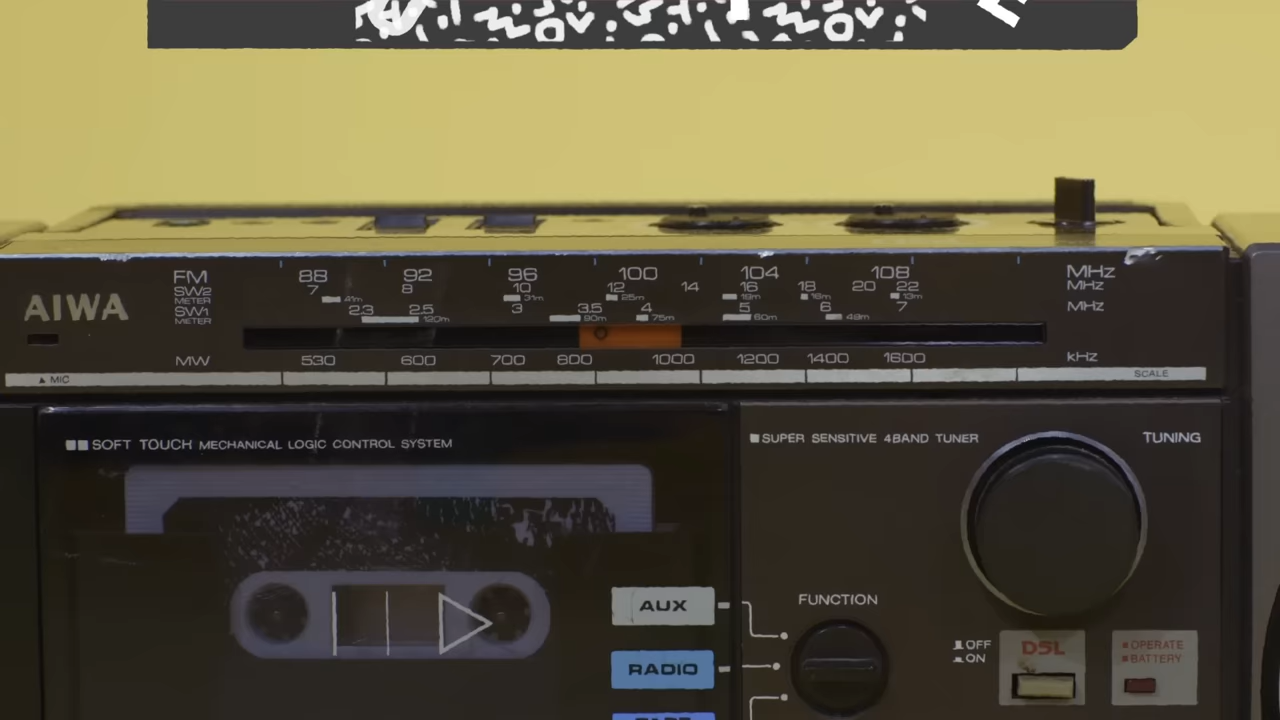 FM 88 92 96 100 104 108 MHz
SW2 7 8 10 12 14 16 18 20 22 MHz
METER 41m 31m 25m 19m 16m 13m
AIWA
SW1 2.3 2.5 3 3.5 4 5 6 7 MHz
METER 120m 90m 75m 60m 49m
MW 530 600 700 800 1000 1200 1400 1600 kHz
▲ MIC SCALE
SOFT TOUCH MECHANICAL LOGIC CONTROL SYSTEM
SUPER SENSITIVE 4BAND TUNER
TUNING
AUX
FUNCTION
RADIO
OFF
ON
DSL
OPERATE
BATTERY